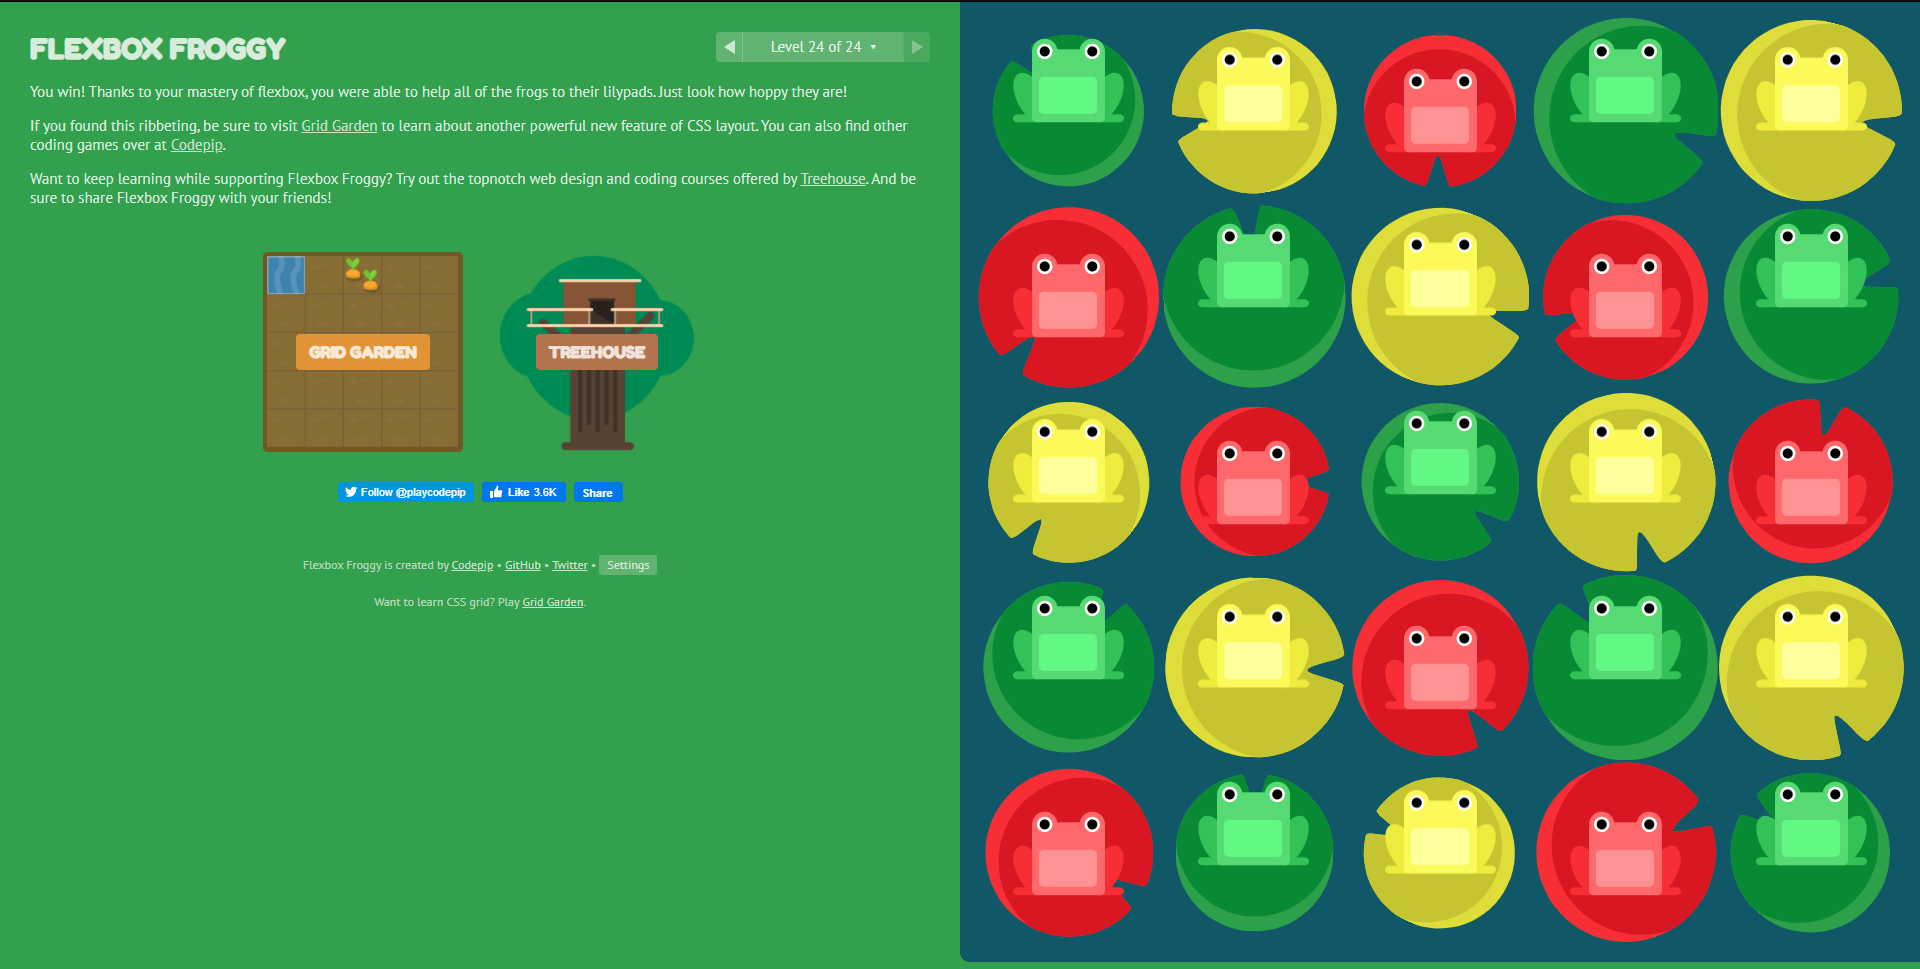 FLEXBOX FROGGY
Level 24 of 24
You win! Thanks to your mastery of flexbox, you were able to help all of the frogs to their lilypads. Just look how hoppy they are!
If you found this ribbeting, be sure to visit Grid Garden to learn about another powerful new feature of CSS layout. You can also find other
coding games over at Codepip.
Want to keep learning while supporting Flexbox Froggy? Try out the topnotch web design and coding courses offered by Treehouse. And be
sure to share Flexbox Froggy with your friends!
GRID GARDEN
TREEHOUSE
Follow @playcodepip
Like 3.6K
Share
Flexbox Froggy is created by Codepip • GitHub • Twitter • Settings
Want to learn CSS grid? Play Grid Garden.